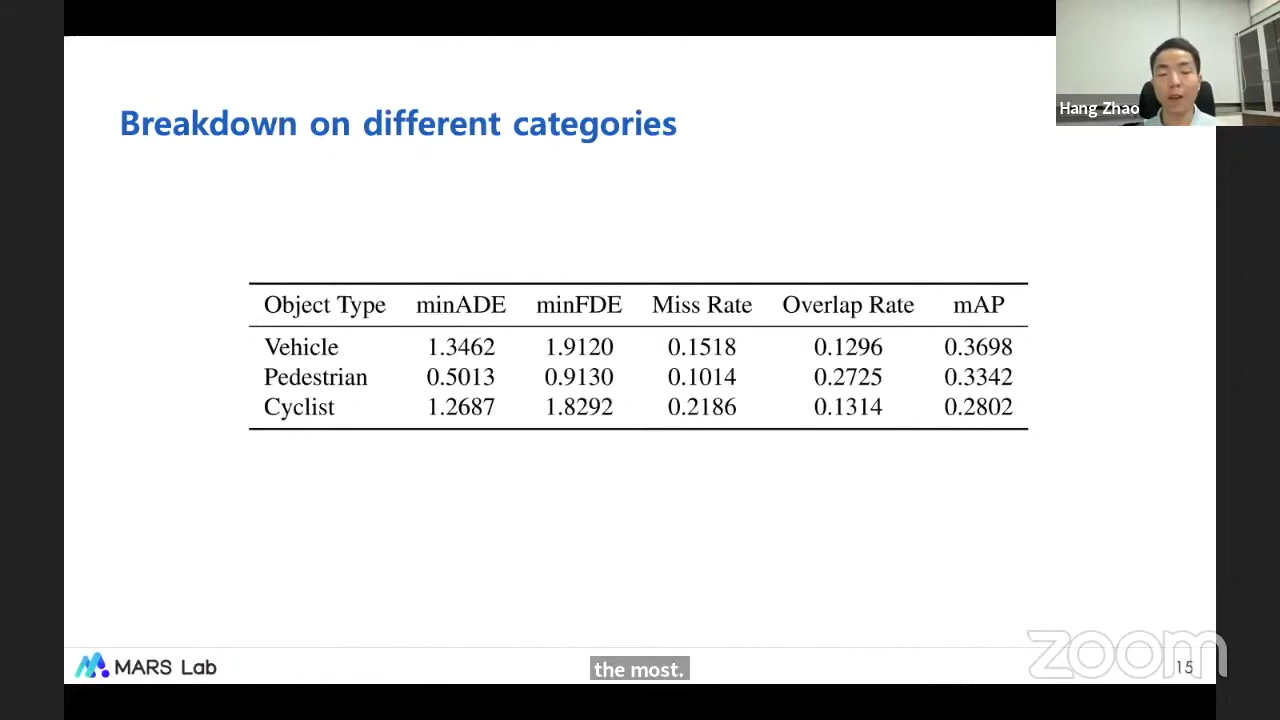 Hang Zhao
Breakdown on different categories
Object Type minADE minFDE Miss Rate Overlap Rate mAP
Vehicle 1.3462 1.9120 0.1518 0.1296 0.3698
Pedestrian 0.5013 0.9130 0.1014 0.2725 0.3342
Cyclist 1.2687 1.8292 0.2186 0.1314 0.2802
MARS Lab
the most.
zoom
15